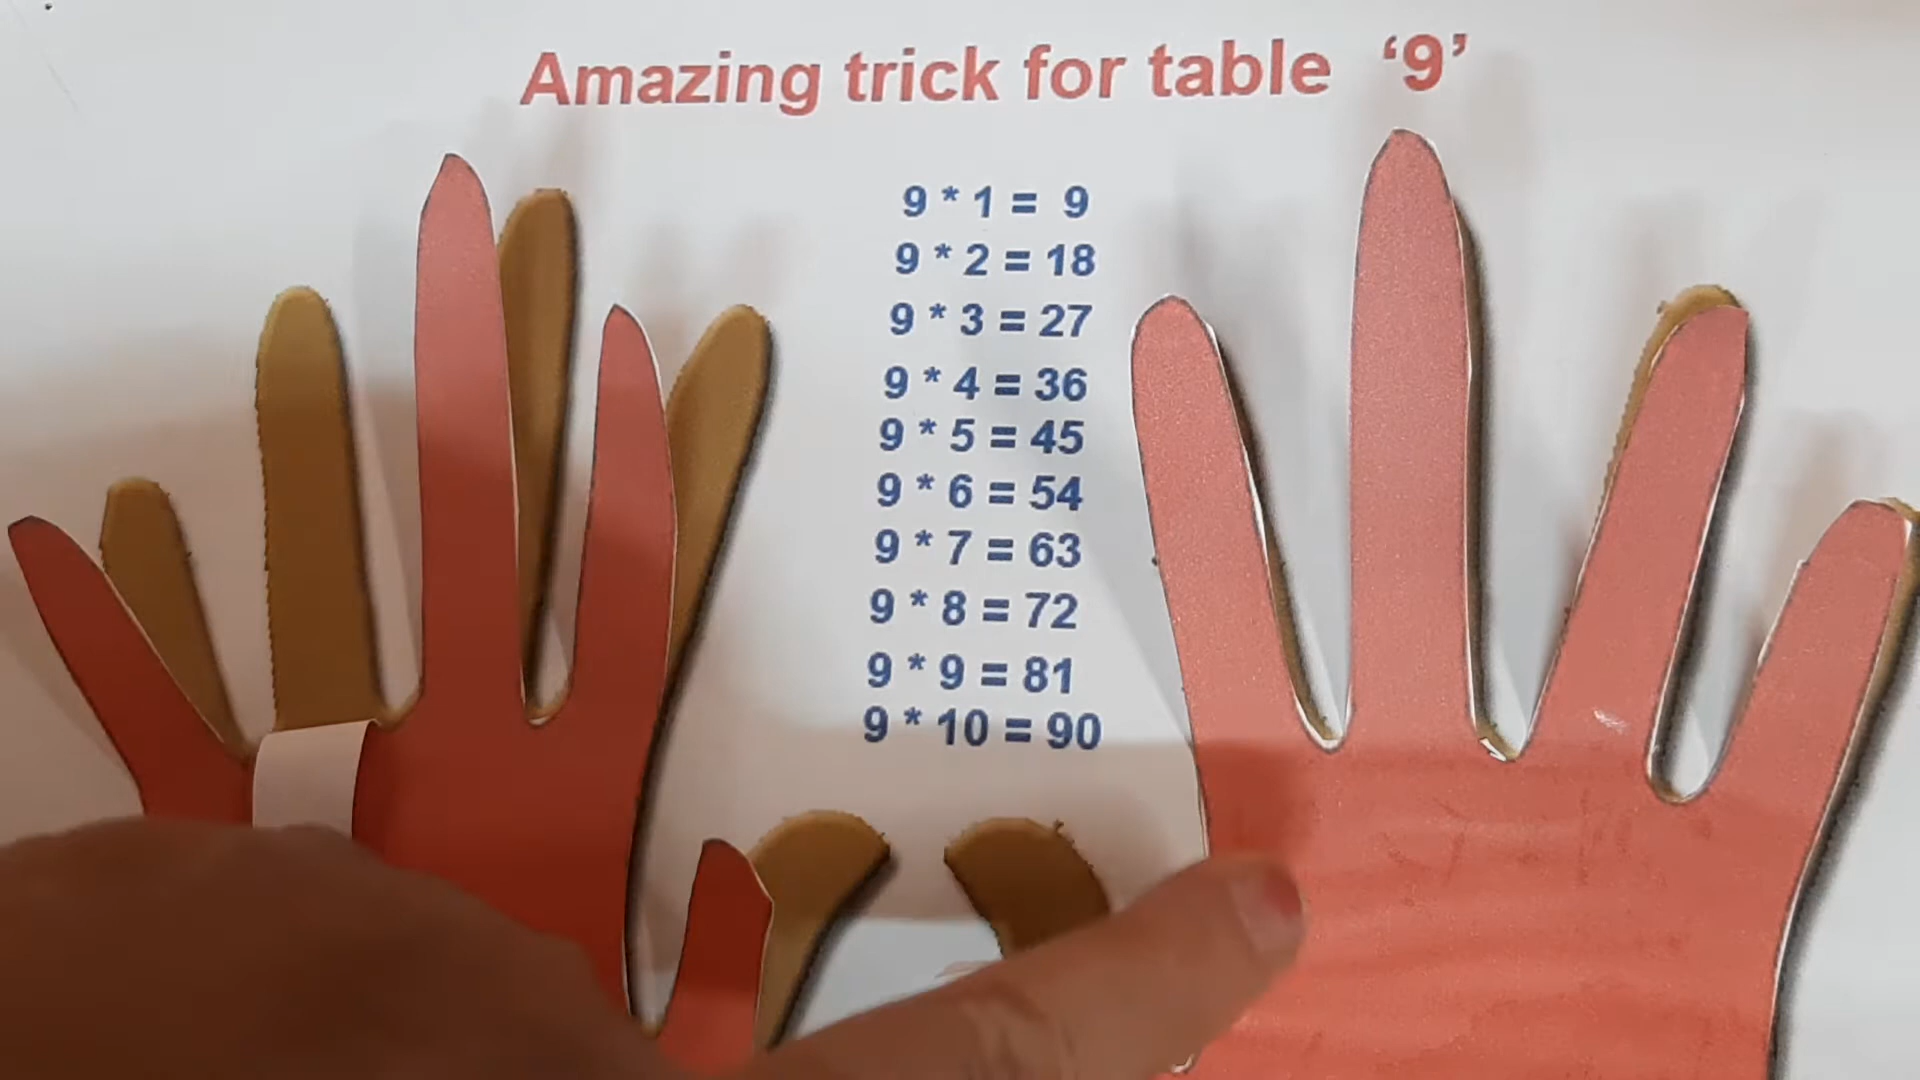 Amazing trick for table ‘9’
9 * 1 = 9
9 * 2 = 18
9 * 3 = 27
9 * 4 = 36
9 * 5 = 45
9 * 6 = 54
9 * 7 = 63
9 * 8 = 72
9 * 9 = 81
9 * 10 = 90